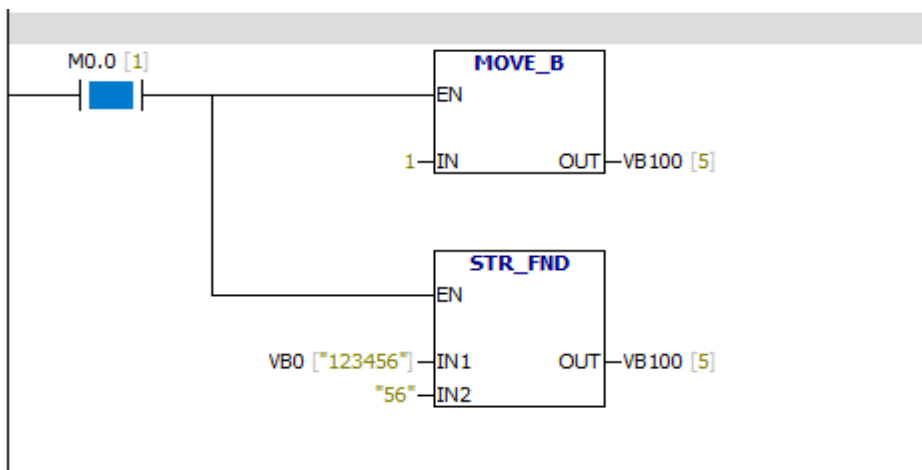 M0.0 [1]
MOVE_B
EN
1 IN OUT VB100 [5]
STR_FND
EN
VB0 ["123456"] IN1 OUT VB100 [5]
"56" IN2